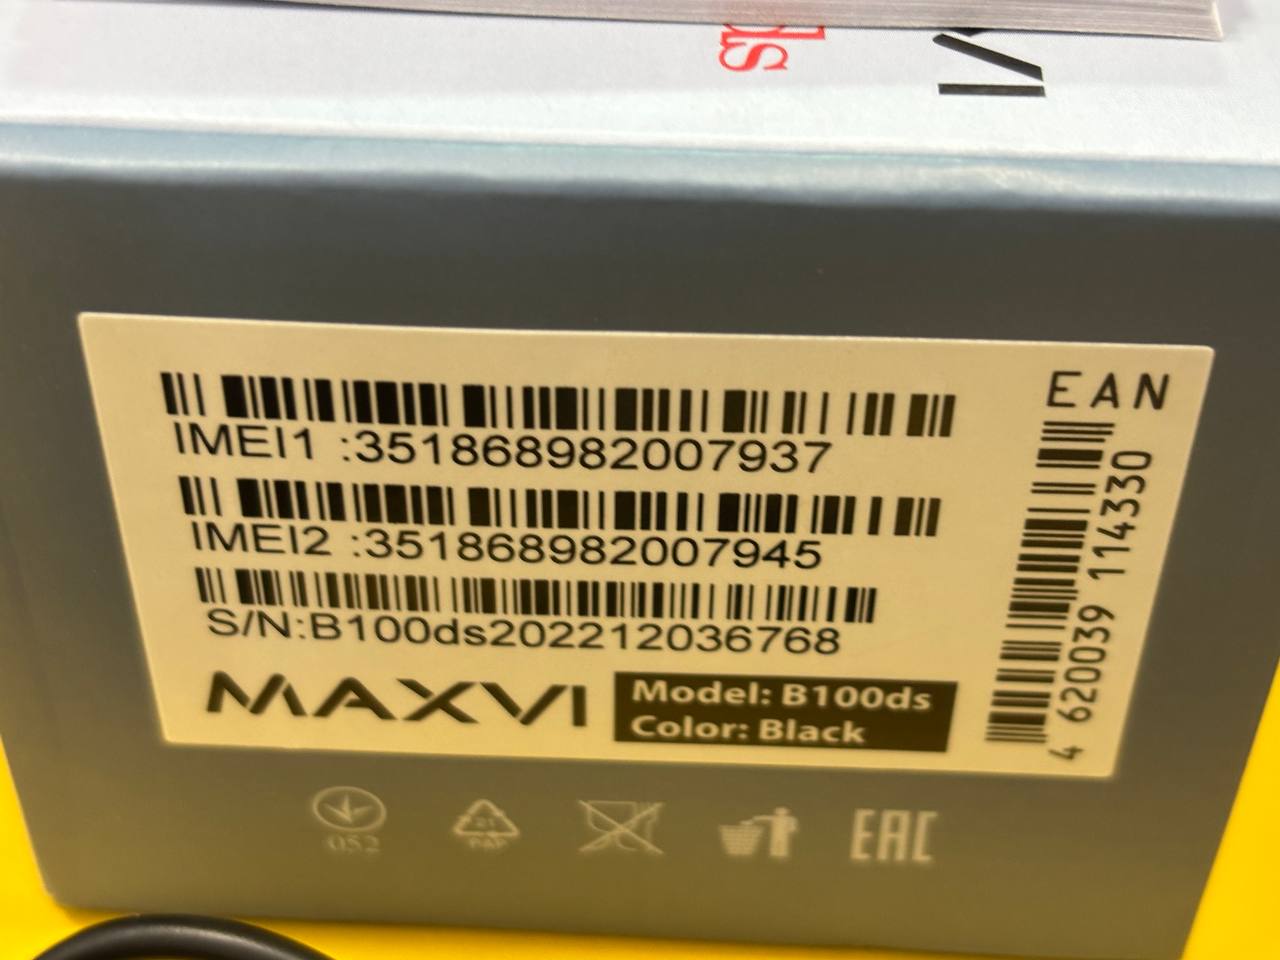 IMEI1 :351868982007937
IMEI2 :351868982007945
S/N:B100ds202212036768
MAXVI
Model: B100ds
Color: Black
EAN
4 620039 114330
052
21
PAP
EAC